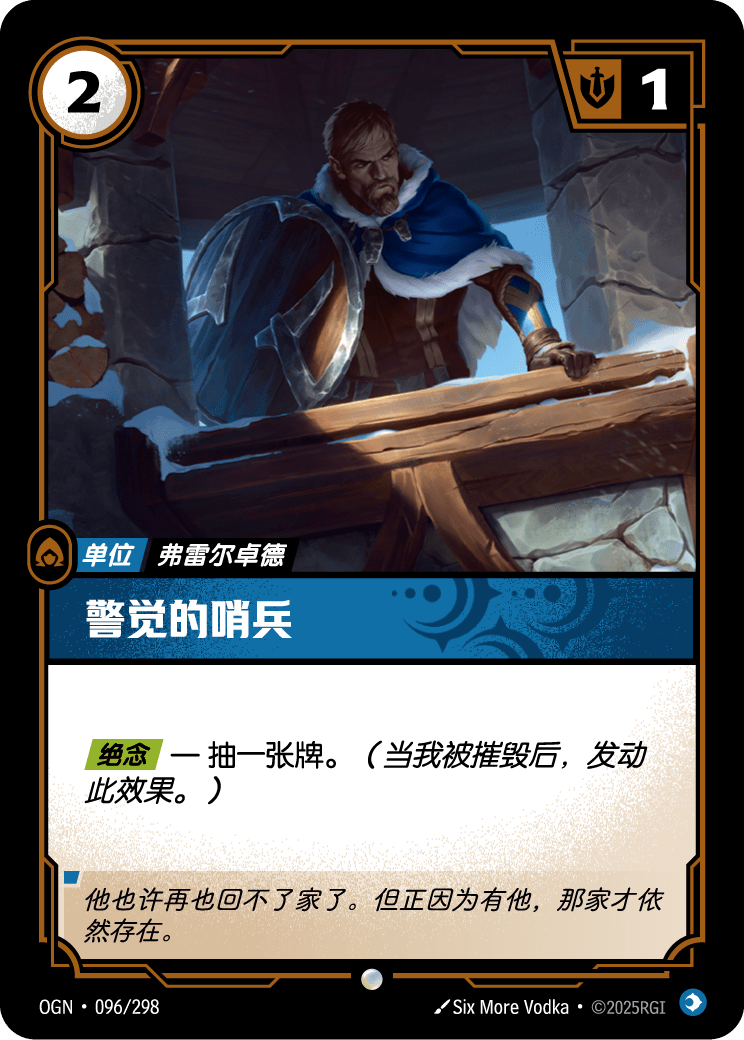 2
1
单位 弗雷尔卓德
警觉的哨兵
绝念 — 抽一张牌。（当我被摧毁后，发动
此效果。）
他也许再也回不了家了。但正因为有他，那家才依
然存在。
OGN • 096/298 Six More Vodka • ©2025RGI